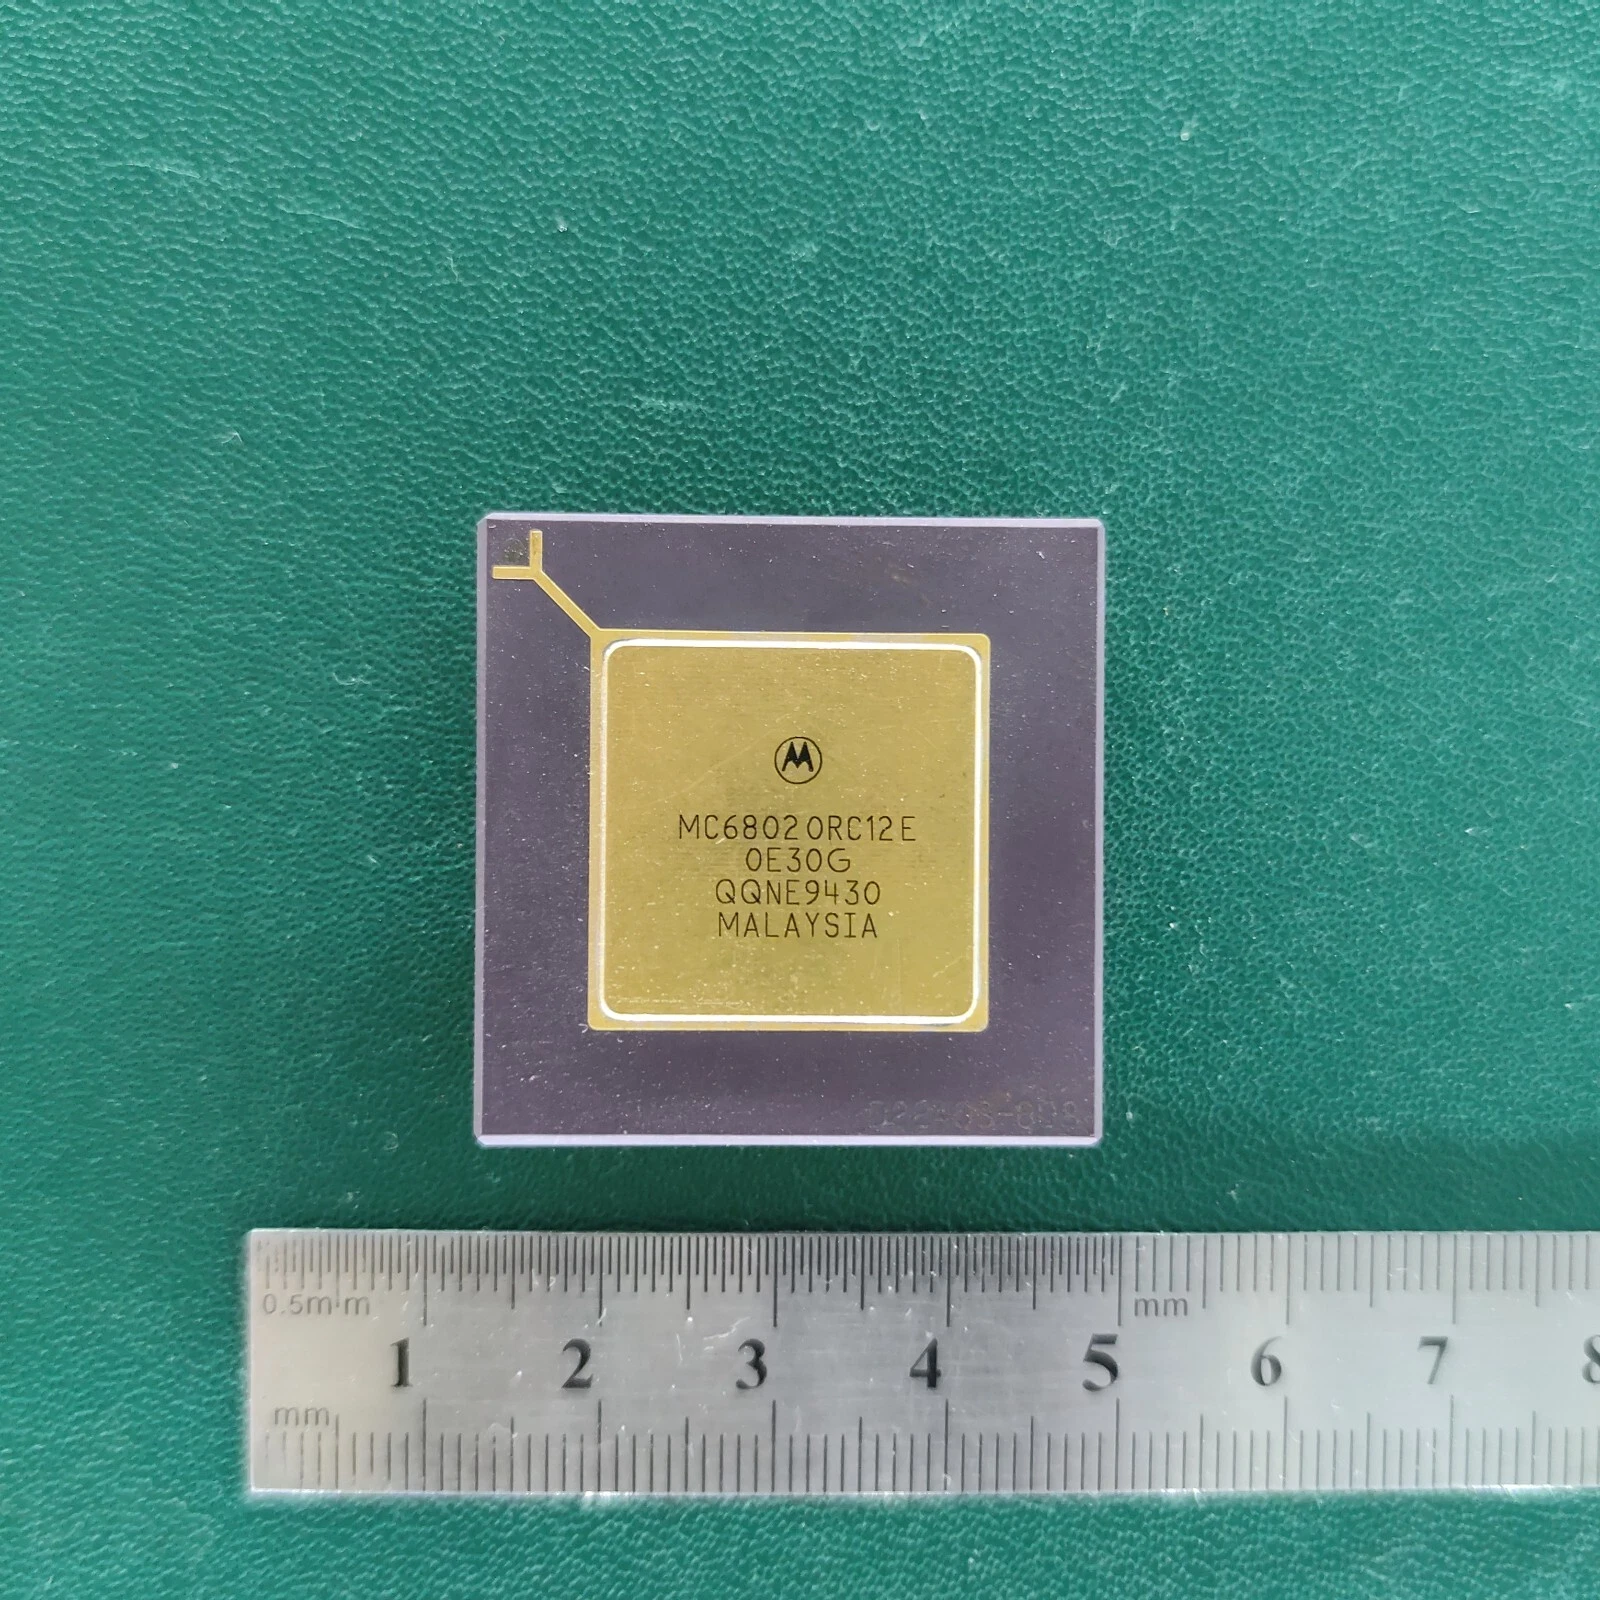 MC68020RC12E
0E30G
QQNE9430
MALAYSIA
0.5mm mm
1 2 3 4 5 6 7 8
mm